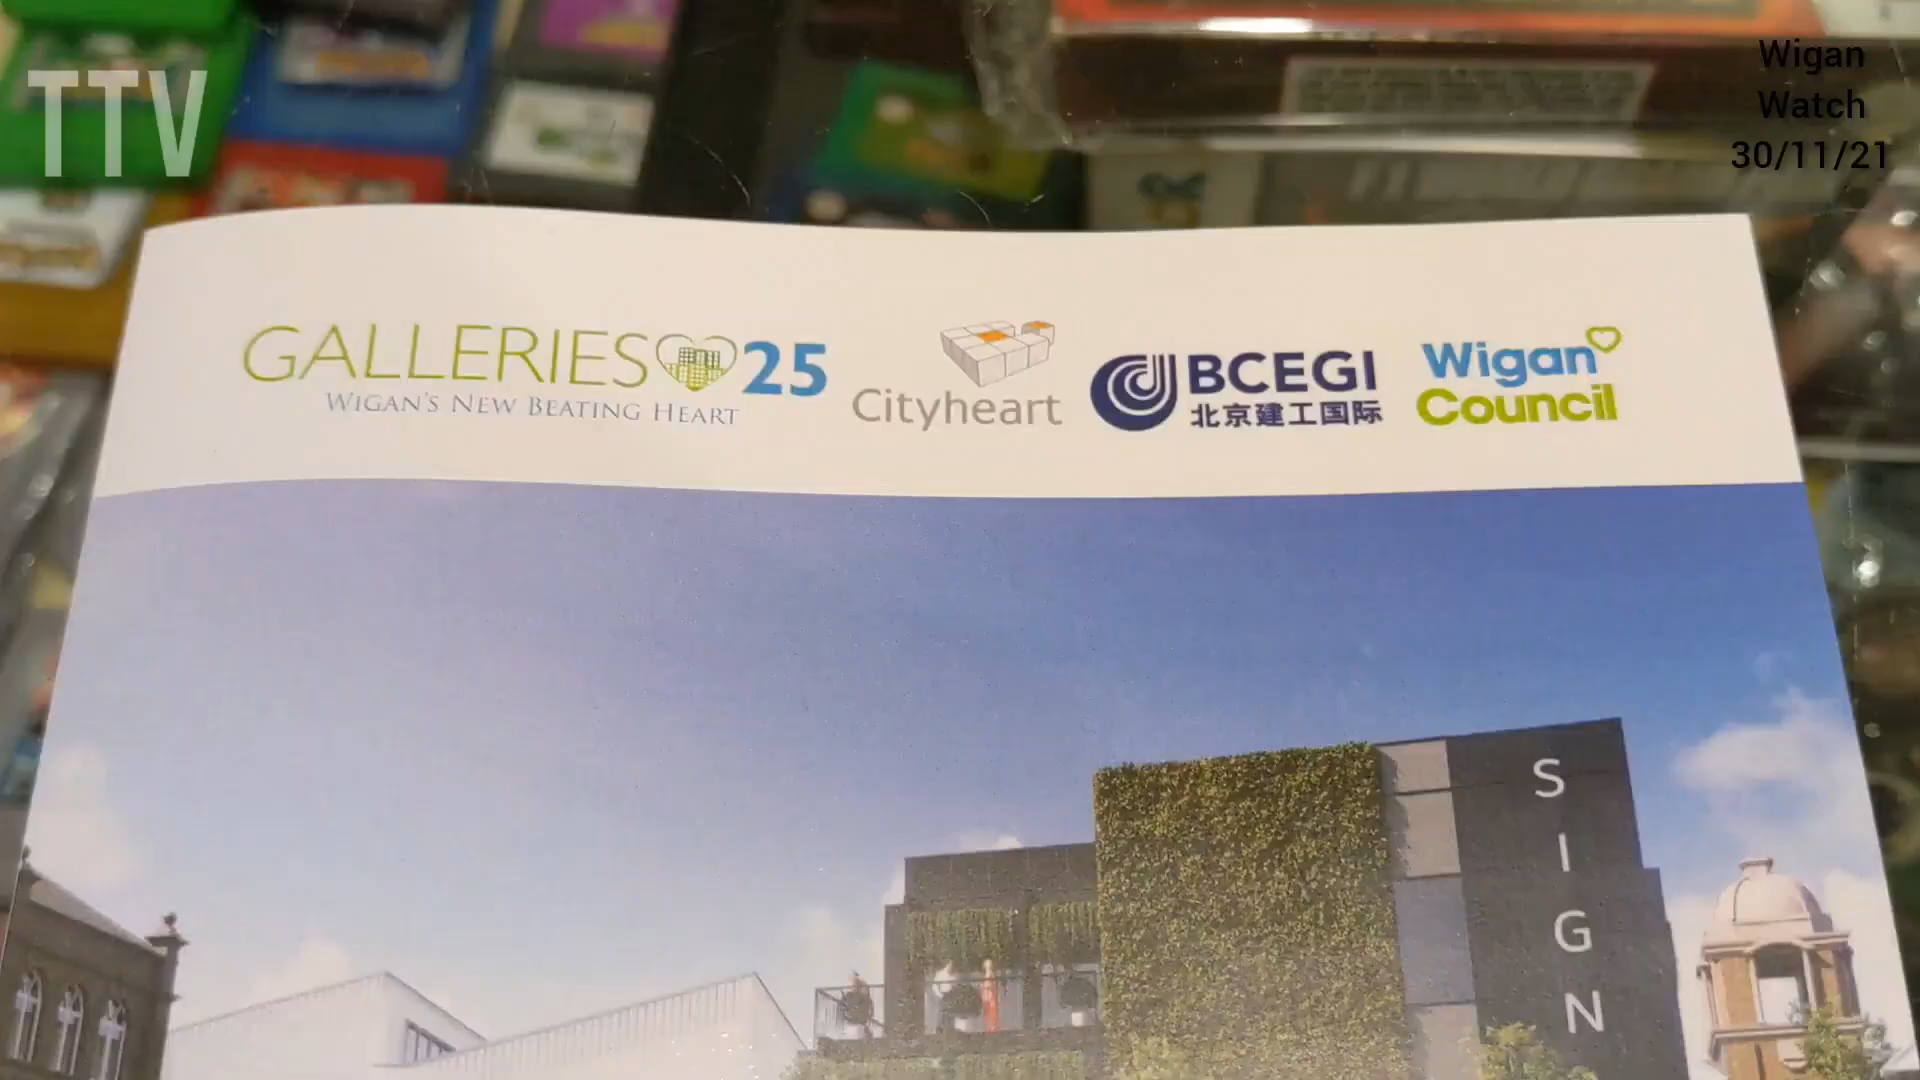 TTV
Wigan
Watch
30/11/21
GALLERIES 25
WIGAN'S NEW BEATING HEART
Cityheart
BCEGI
北京建工国际
Wigan
Council
SIGN